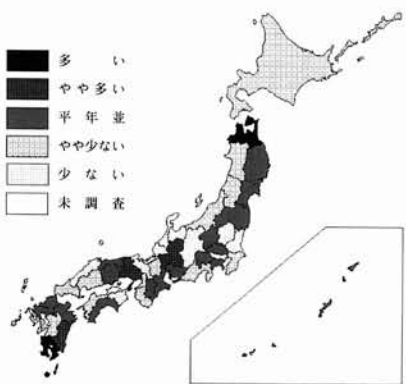 多い
やや多い
平年並
やや少ない
少ない
未調査